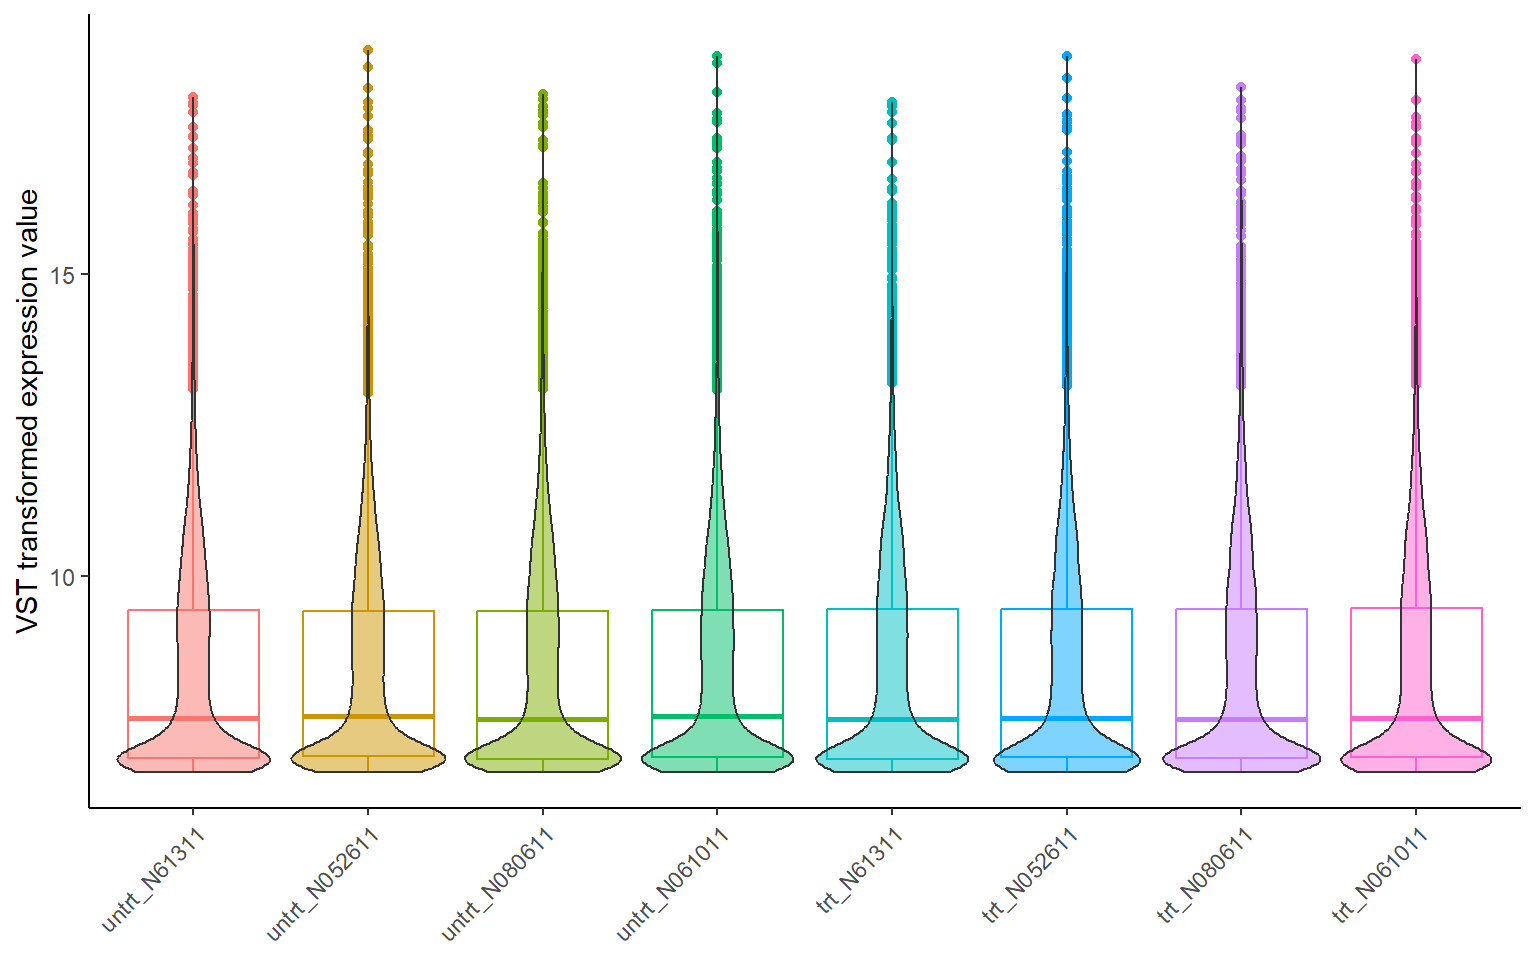 VST transformed expression value
15
10
untrt_N61311
untrt_N052611
untrt_N080611
untrt_N061011
trt_N61311
trt_N052611
trt_N080611
trt_N061011